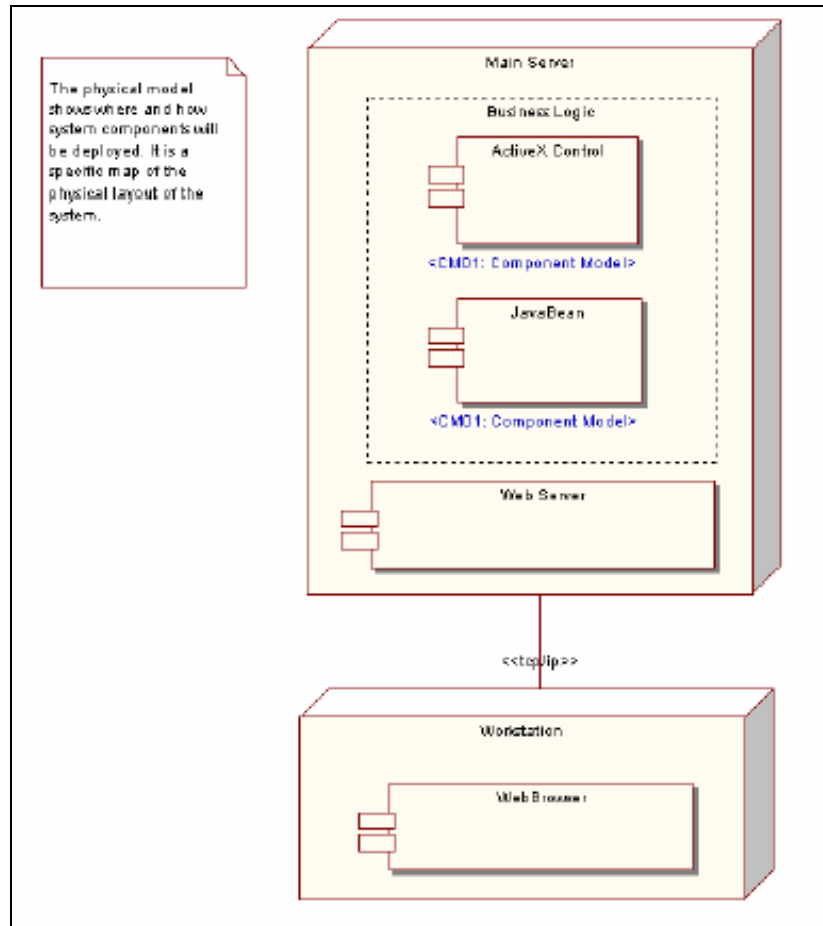 The physical model
shows where and how
system components will
be deployed. It is a
specific map of the
physical layout of the
system.
Main Server
Business Logic
ActiveX Control
<CM01: Component Model>
JavaBean
<CM01: Component Model>
Web Server
<<tcp/ip>>
Workstation
Web Browser